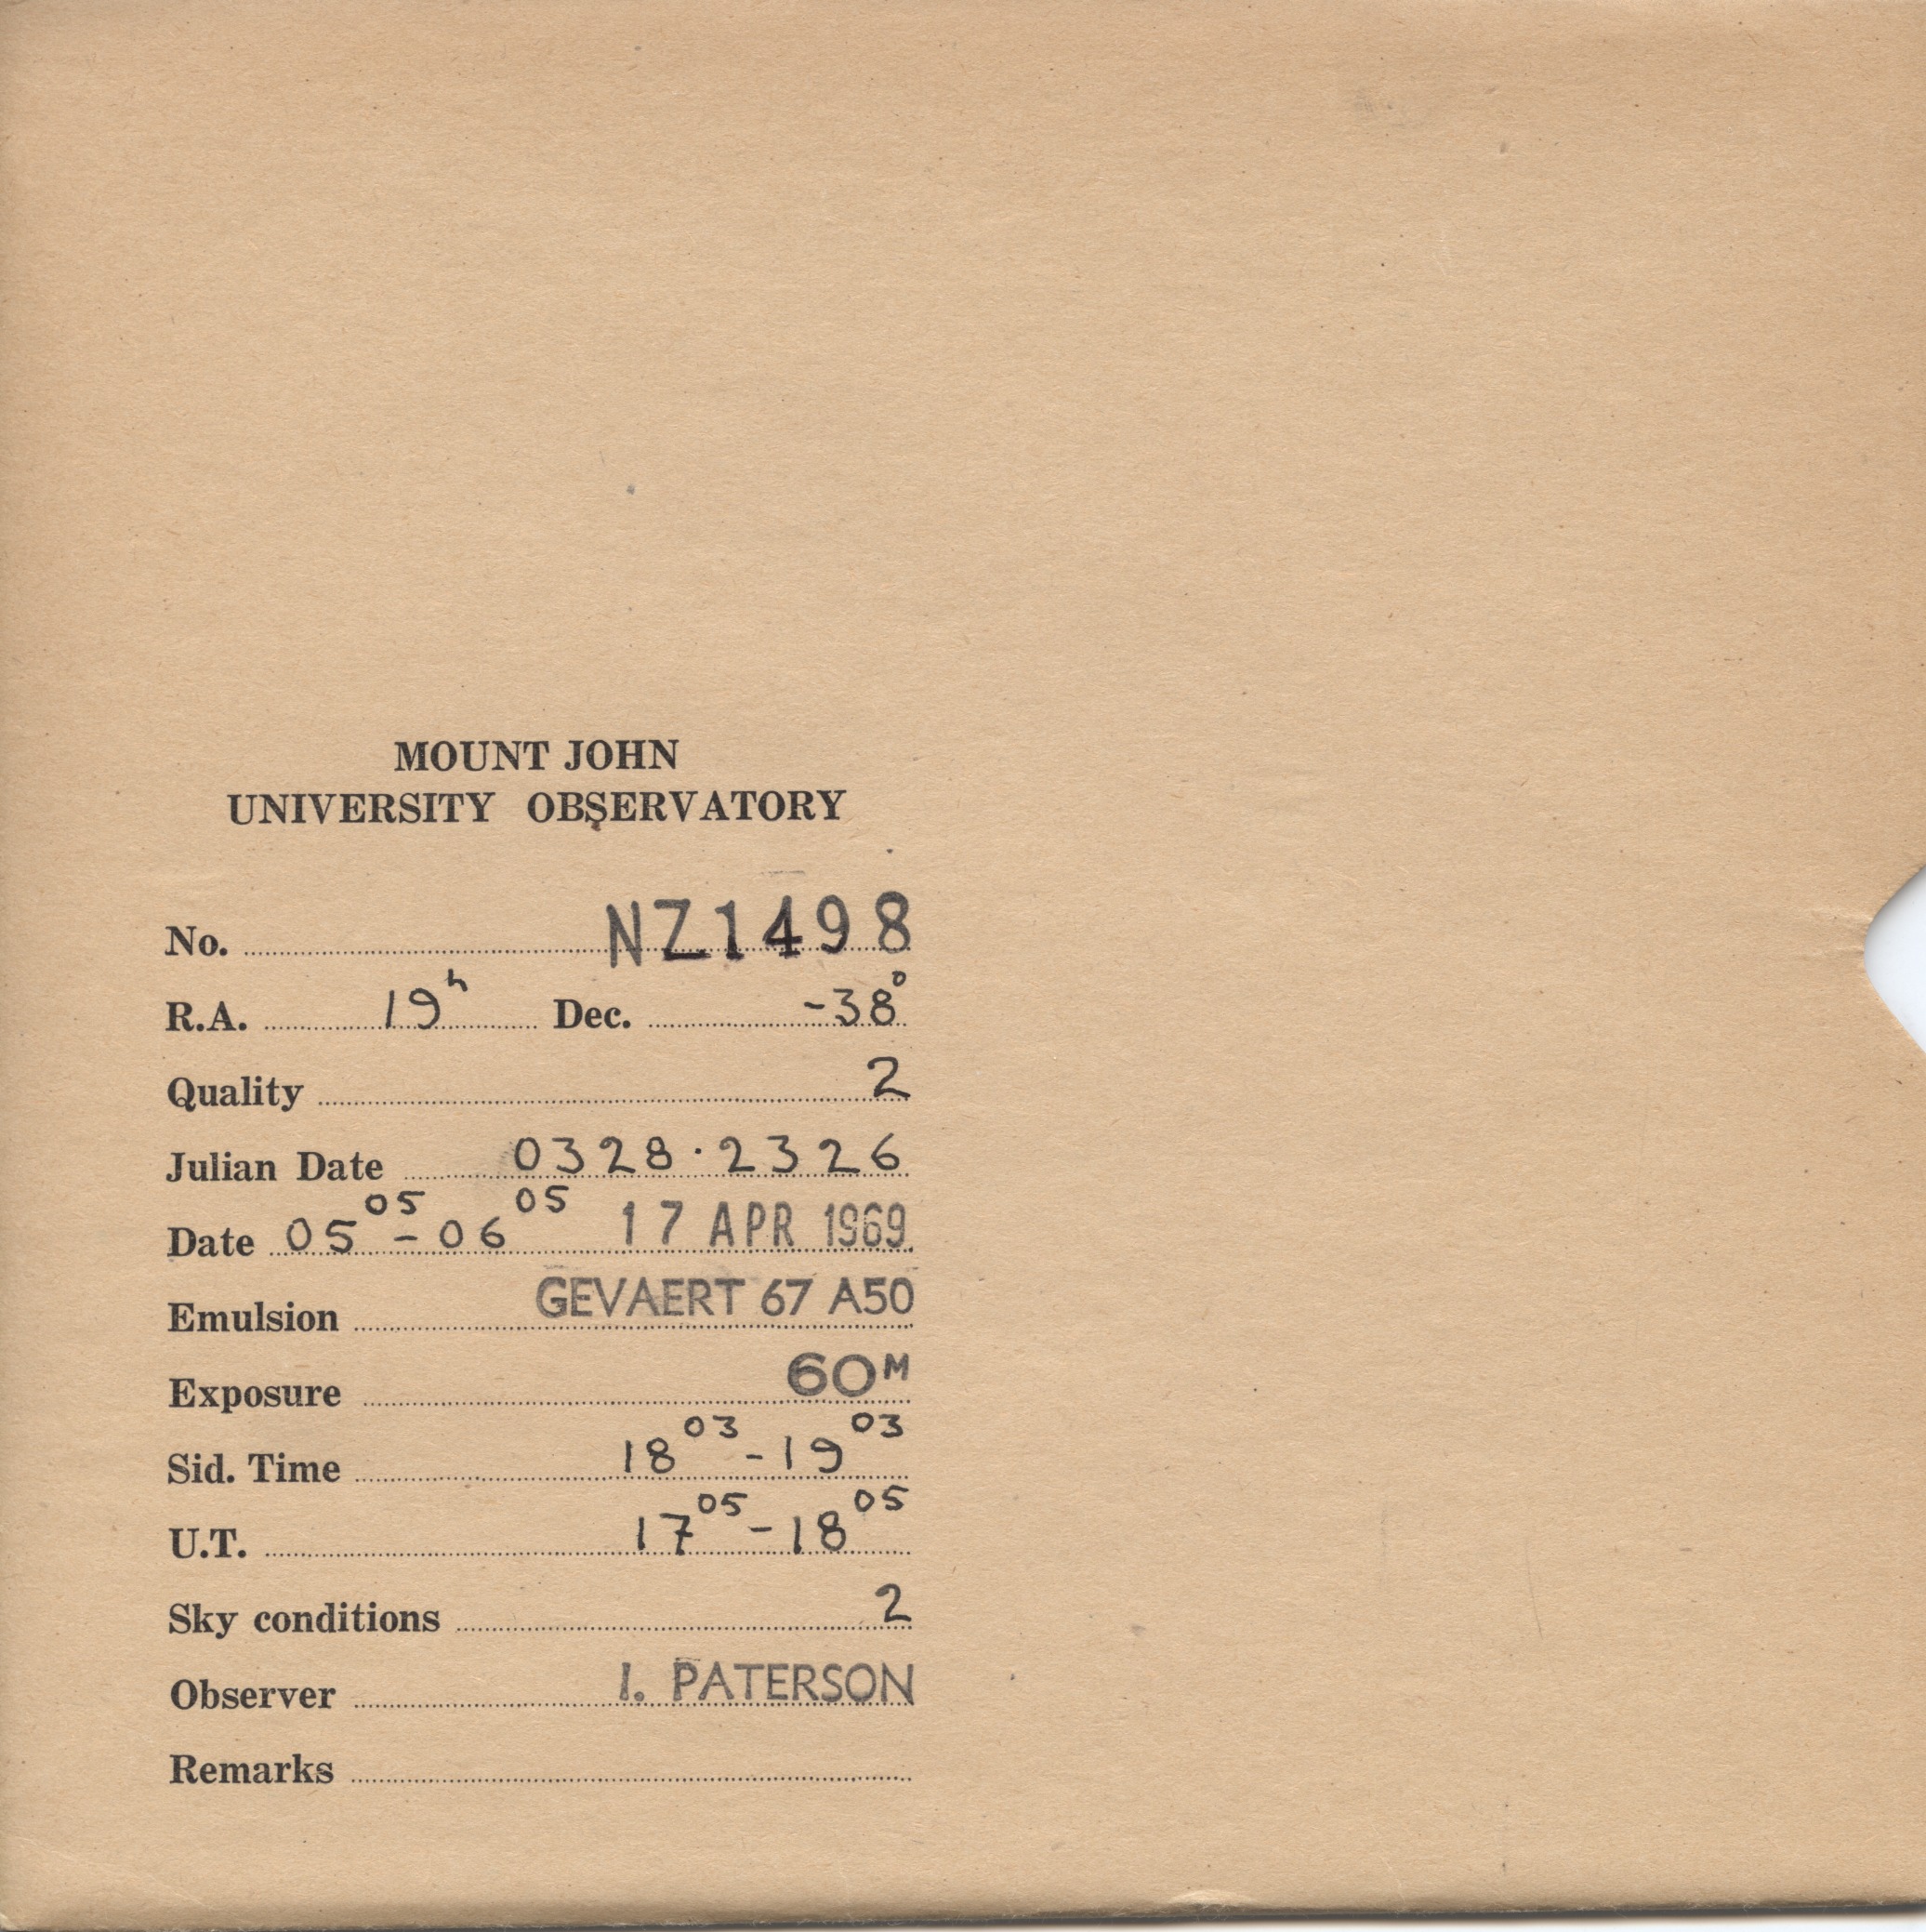 MOUNT JOHN
UNIVERSITY OBSERVATORY
No. NZ1498
R.A. 19ʰ Dec. -38°
Quality 2
Julian Date 0328·2326
Date 05⁰⁵ - 06⁰⁵ 17 APR 1969
Emulsion GEVAERT 67 A50
Exposure 60ᴹ
Sid. Time 18⁰³ - 19⁰³
U.T. 17⁰⁵ - 18⁰⁵
Sky conditions 2
Observer I. PATERSON
Remarks